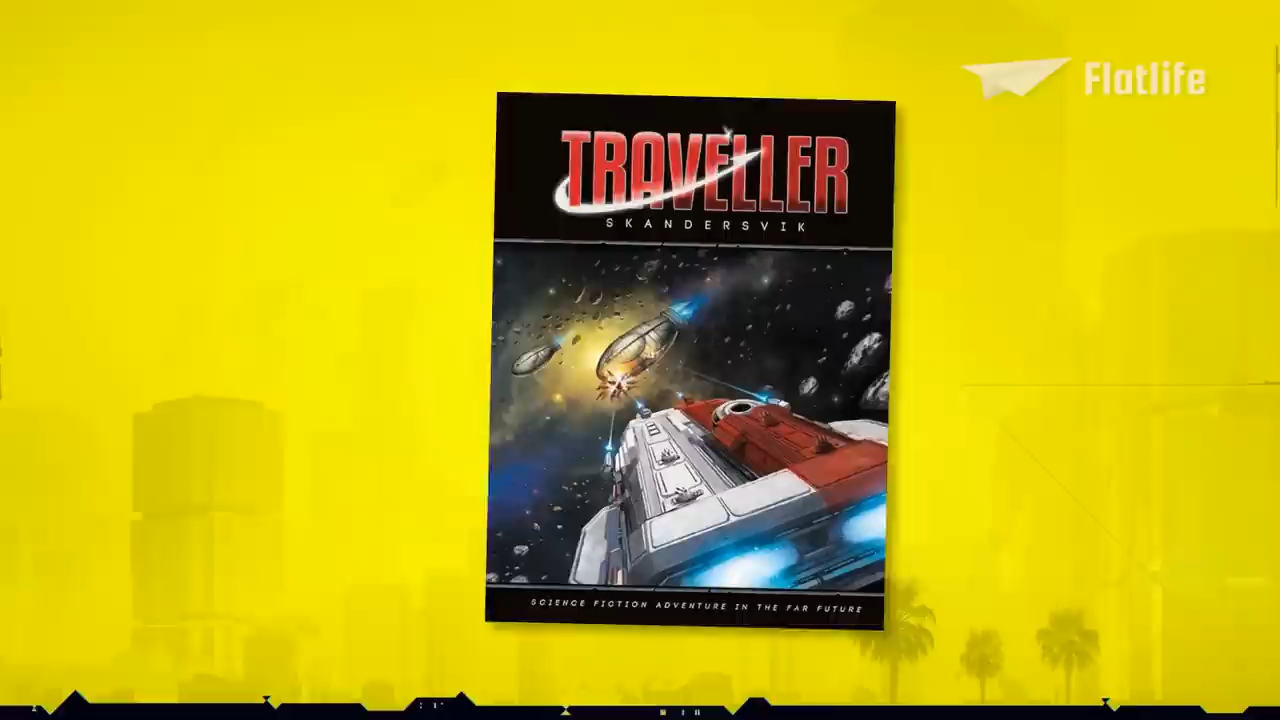 Flatlife
TRAVELLER
SKANDERSVIK
SCIENCE FICTION ADVENTURE IN THE FAR FUTURE